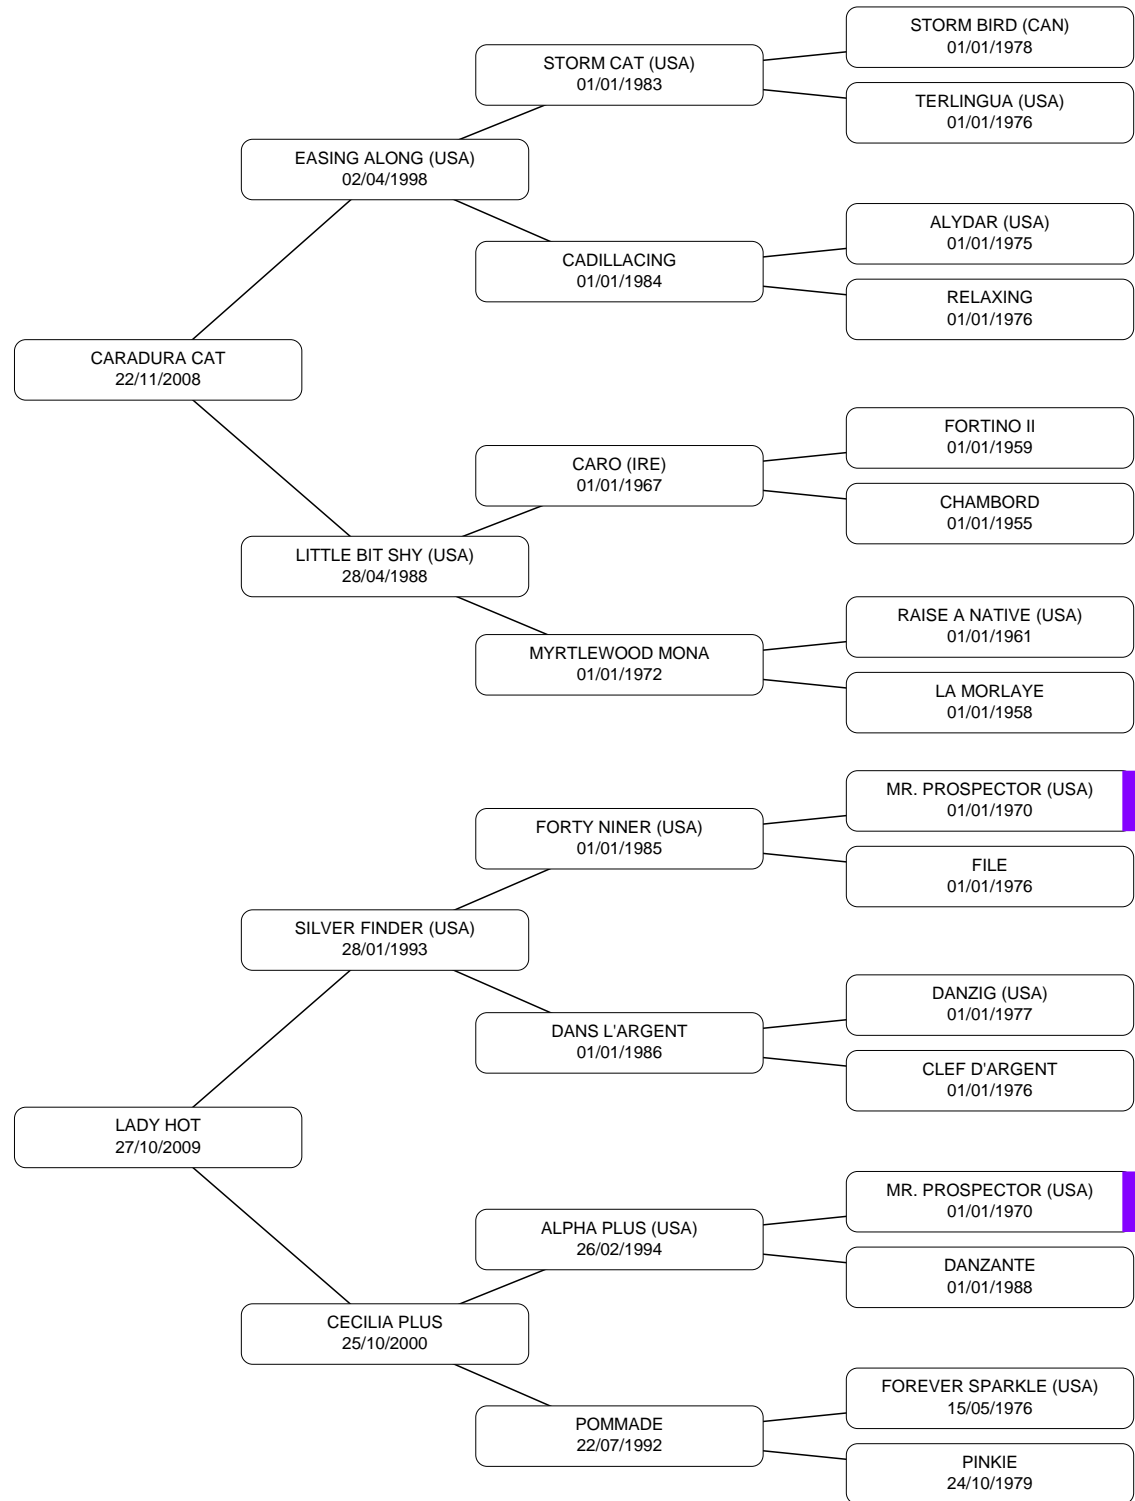 STORM BIRD (CAN)
01/01/1978
STORM CAT (USA)
01/01/1983
TERLINGUA (USA)
01/01/1976
EASING ALONG (USA)
02/04/1998
ALYDAR (USA)
01/01/1975
CADILLACING
01/01/1984
RELAXING
01/01/1976
CARADURA CAT
22/11/2008
FORTINO II
01/01/1959
CARO (IRE)
01/01/1967
CHAMBORD
01/01/1955
LITTLE BIT SHY (USA)
28/04/1988
RAISE A NATIVE (USA)
01/01/1961
MYRTLEWOOD MONA
01/01/1972
LA MORLAYE
01/01/1958
MR. PROSPECTOR (USA)
01/01/1970
FORTY NINER (USA)
01/01/1985
FILE
01/01/1976
SILVER FINDER (USA)
28/01/1993
DANZIG (USA)
01/01/1977
DANS L'ARGENT
01/01/1986
CLEF D'ARGENT
01/01/1976
LADY HOT
27/10/2009
MR. PROSPECTOR (USA)
01/01/1970
ALPHA PLUS (USA)
26/02/1994
DANZANTE
01/01/1988
CECILIA PLUS
25/10/2000
FOREVER SPARKLE (USA)
15/05/1976
POMMADE
22/07/1992
PINKIE
24/10/1979